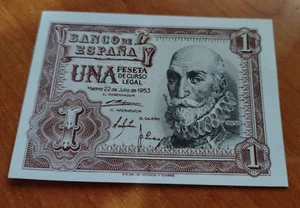 BANCO DE
ESPAÑA
1
UNA PESETA
DE CURSO
LEGAL
Madrid 22 de Julio de 1953
EL GOBERNADOR
EL INTERVENTOR
EL CAJERO
1
1